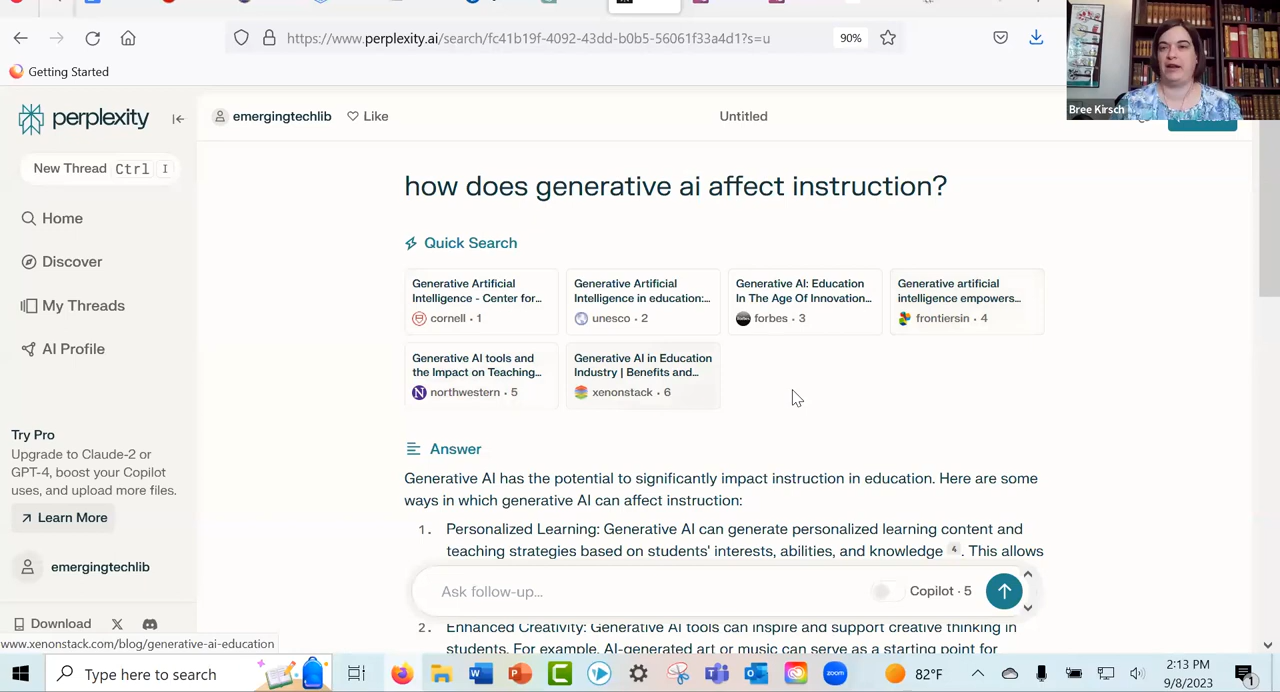 https://www.perplexity.ai/search/fc41b19f-4092-43dd-b0b5-56061f33a4d1?s=u
90%
Getting Started
Bree Kirsch
perplexity
New Thread Ctrl I
Home
Discover
My Threads
AI Profile
Try Pro
Upgrade to Claude-2 or
GPT-4, boost your Copilot
uses, and upload more files.
Learn More
emergingtechlib
Download
www.xenonstack.com/blog/generative-ai-education
emergingtechlib
Like
Untitled
how does generative ai affect instruction?
Quick Search
Generative Artificial
Intelligence - Center for...
cornell • 1
Generative Artificial
Intelligence in education:...
unesco • 2
Generative AI: Education
In The Age Of Innovation...
forbes • 3
Generative artificial
intelligence empowers...
frontiersin • 4
Generative AI tools and
the Impact on Teaching...
northwestern • 5
Generative AI in Education
Industry | Benefits and...
xenonstack • 6
Answer
Generative AI has the potential to significantly impact instruction in education. Here are some
ways in which generative AI can affect instruction:
1. Personalized Learning: Generative AI can generate personalized learning content and
teaching strategies based on students' interests, abilities, and knowledge 4 . This allows
Ask follow-up...
Copilot • 5
2. Enhanced Creativity: Generative AI tools can inspire and support creative thinking in
students. For example, AI-generated art or music can serve as a starting point for
Type here to search
82°F
2:13 PM
9/8/2023
1